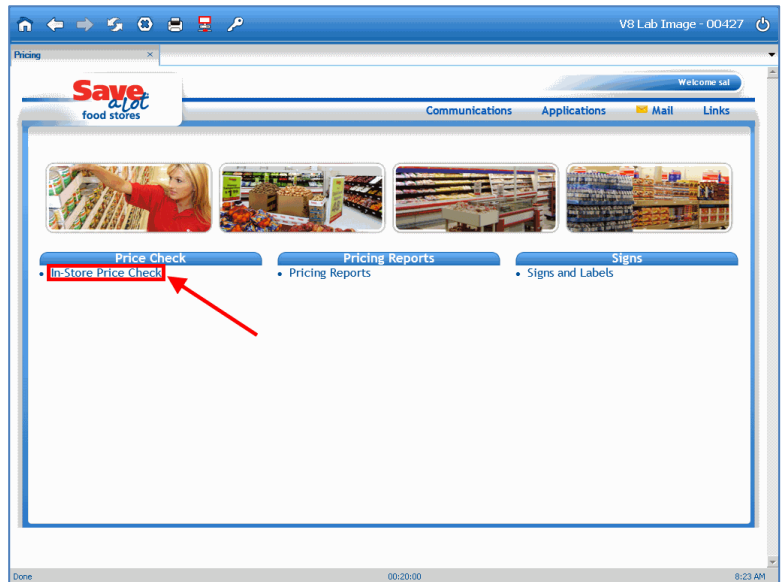 V8 Lab Image - 00427
Pricing
Save
a lot
food stores
Welcome sal
Communications Applications Mail Links
Price Check Pricing Reports Signs
• In-Store Price Check • Pricing Reports • Signs and Labels
Done 00:20:00 8:23 AM